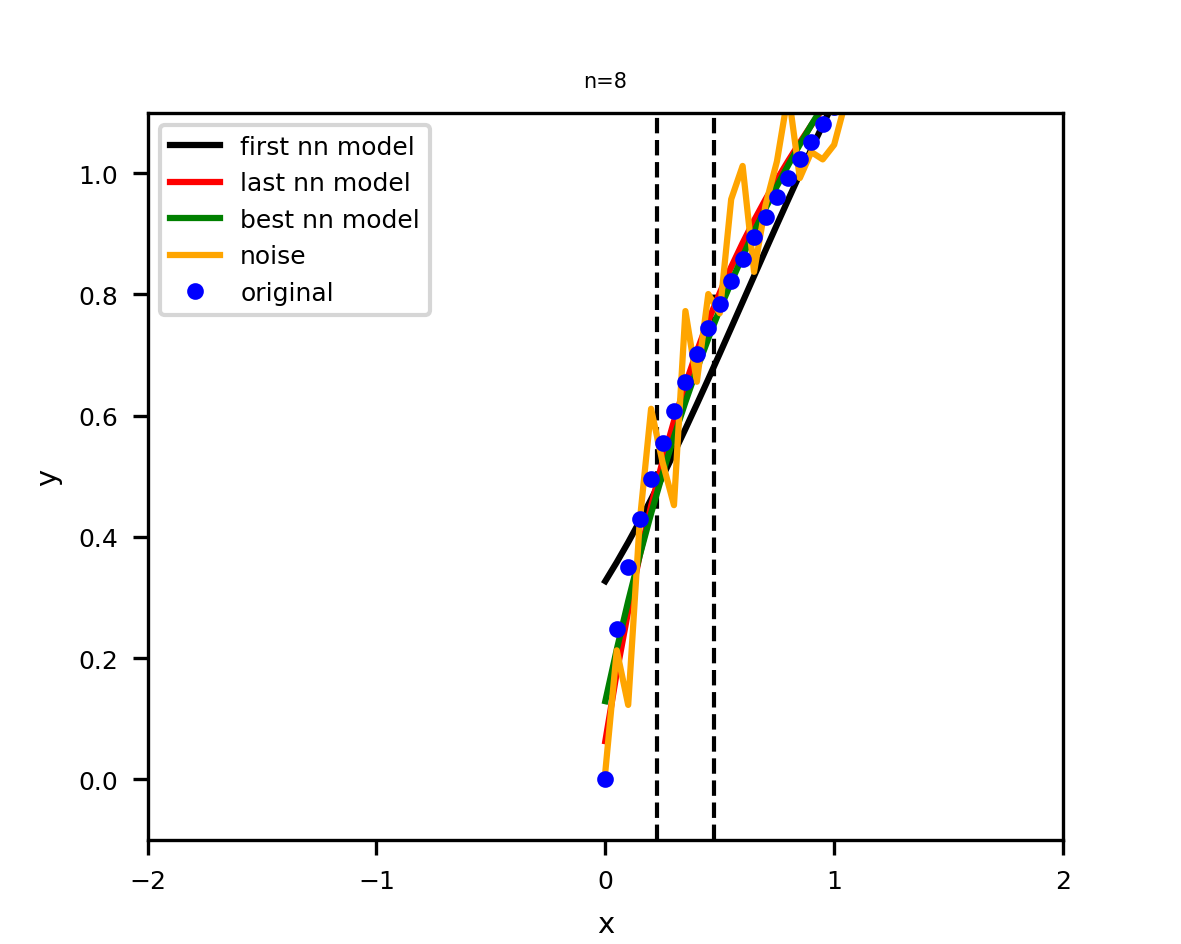 n=8
first nn model
last nn model
best nn model
noise
original
1.0
0.8
0.6
0.4
0.2
0.0
y
−2
−1
0
1
2
x